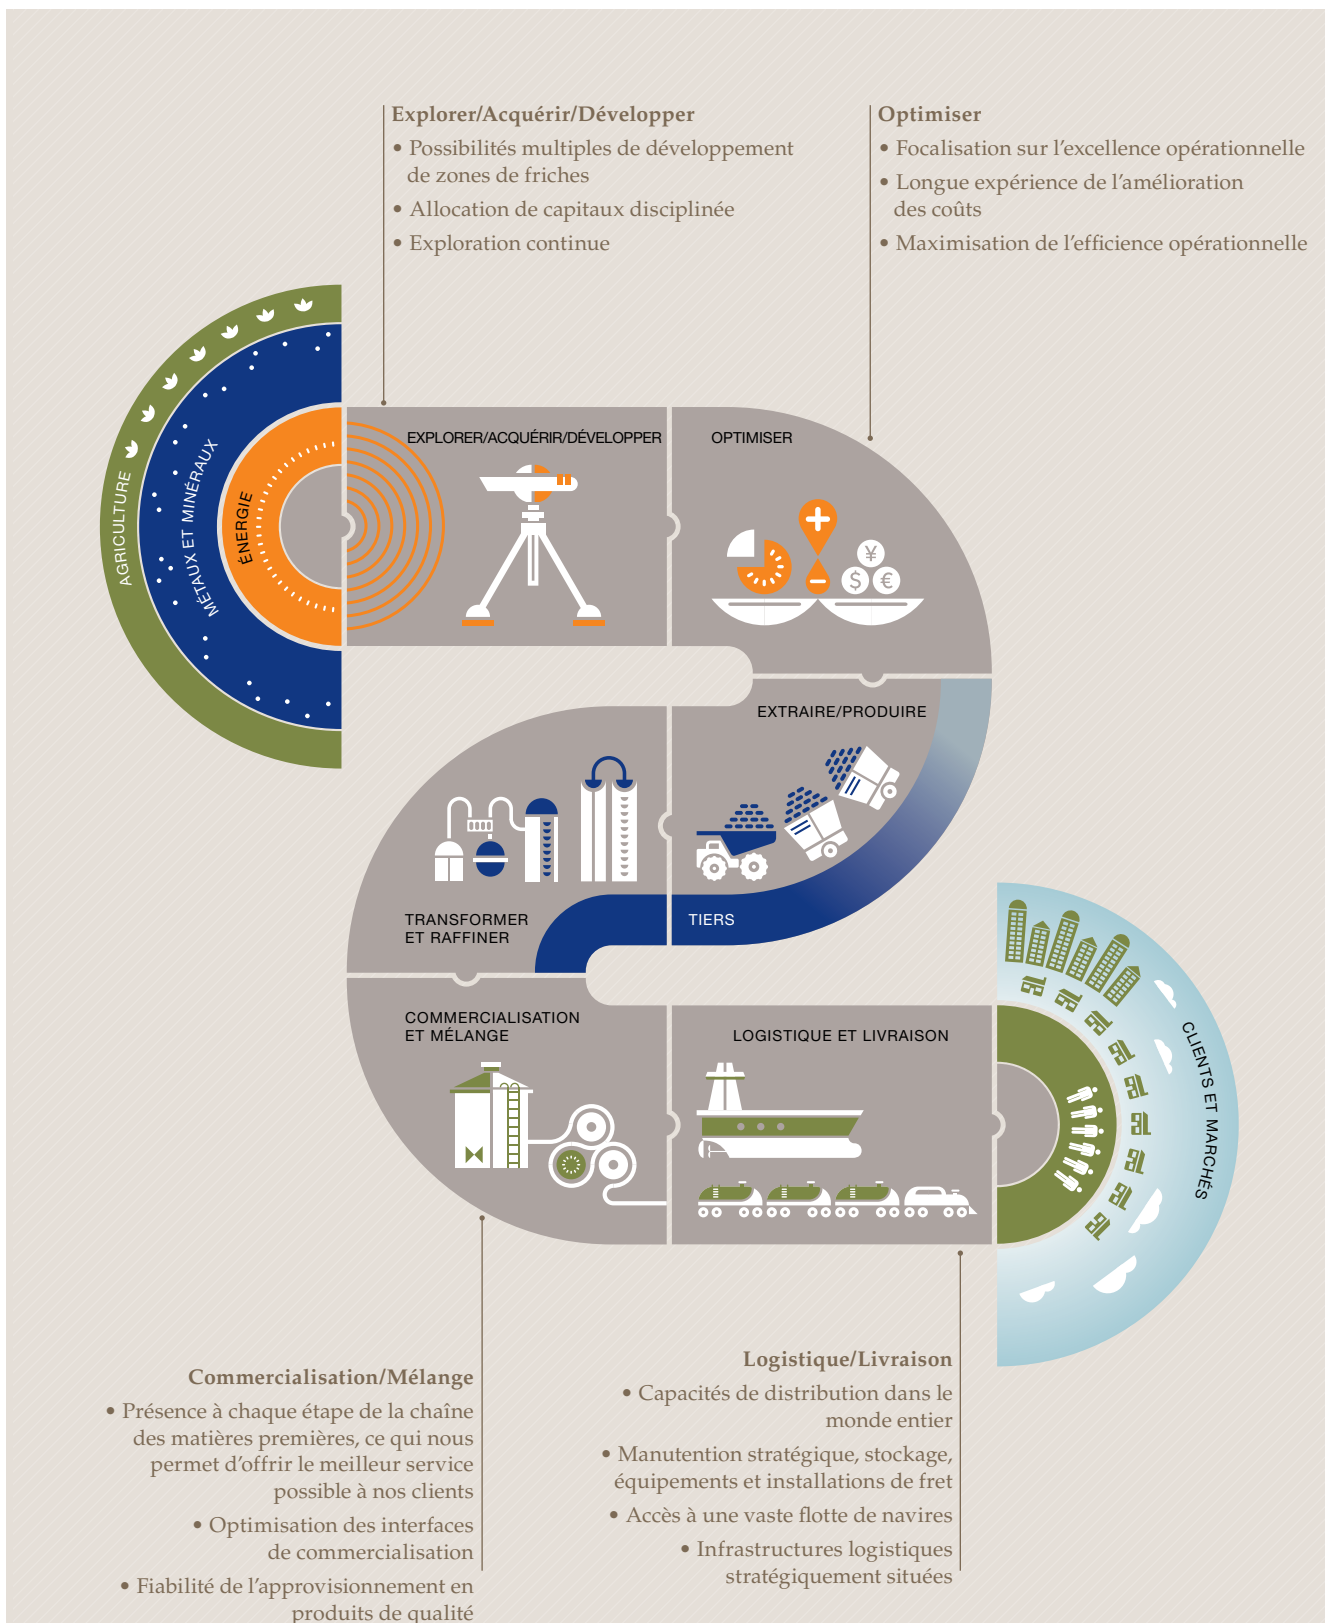 Explorer/Acquérir/Développer
• Possibilités multiples de développement
de zones de friches
• Allocation de capitaux disciplinée
• Exploration continue
Optimiser
• Focalisation sur l’excellence opérationnelle
• Longue expérience de l’amélioration
des coûts
• Maximisation de l’efficience opérationnelle
AGRICULTURE
MÉTAUX ET MINÉRAUX
ÉNERGIE
EXPLORER/ACQUÉRIR/DÉVELOPPER
OPTIMISER
¥
$ €
EXTRAIRE/PRODUIRE
TIERS
TRANSFORMER
ET RAFFINER
COMMERCIALISATION
ET MÉLANGE
LOGISTIQUE ET LIVRAISON
CLIENTS ET MARCHÉS
Commercialisation/Mélange
• Présence à chaque étape de la chaîne
des matières premières, ce qui nous
permet d’offrir le meilleur service
possible à nos clients
• Optimisation des interfaces
de commercialisation
• Fiabilité de l’approvisionnement en
produits de qualité
Logistique/Livraison
• Capacités de distribution dans le
monde entier
• Manutention stratégique, stockage,
équipements et installations de fret
• Accès à une vaste flotte de navires
• Infrastructures logistiques
stratégiquement situées